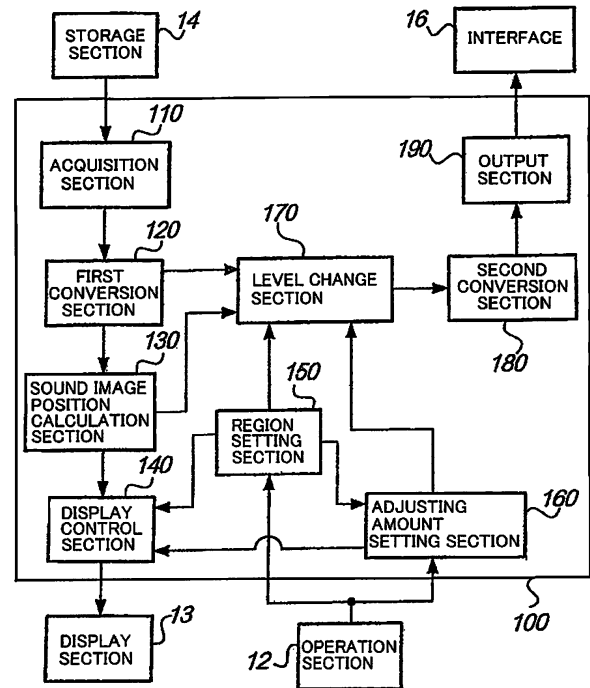 STORAGE
SECTION
14
16
INTERFACE
110
ACQUISITION
SECTION
190
OUTPUT
SECTION
120
FIRST
CONVERSION
SECTION
170
LEVEL CHANGE
SECTION
SECOND
CONVERSION
SECTION
180
130
SOUND IMAGE
POSITION
CALCULATION
SECTION
150
REGION
SETTING
SECTION
140
DISPLAY
CONTROL
SECTION
ADJUSTING
AMOUNT
SETTING SECTION
160
100
DISPLAY
SECTION
13
12
OPERATION
SECTION